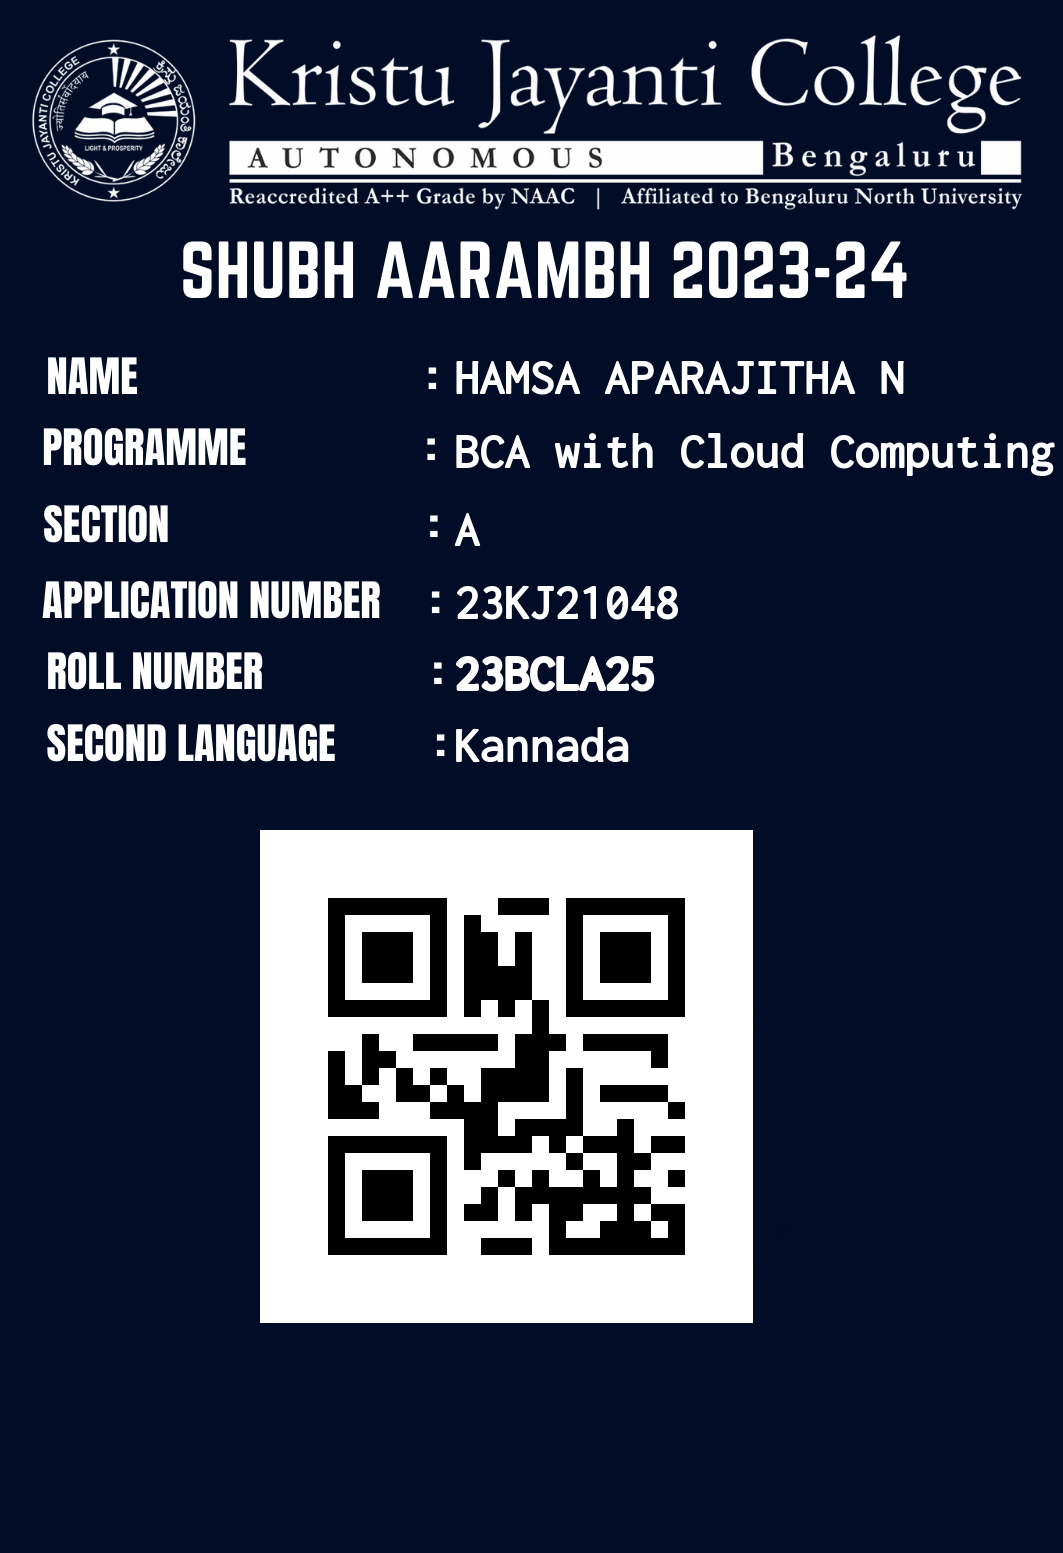 KRISTU JAYANTI COLLEGE
ಕ್ರಿಸ್ತು ಜಯಂತಿ ಕಾಲೇಜು
LIGHT & PROSPERITY
Kristu Jayanti College
AUTONOMOUS Bengaluru
Reaccredited A++ Grade by NAAC | Affiliated to Bengaluru North University
SHUBH AARAMBH 2023-24
NAME : HAMSA APARAJITHA N
PROGRAMME : BCA with Cloud Computing
SECTION : A
APPLICATION NUMBER : 23KJ21048
ROLL NUMBER : 23BCLA25
SECOND LANGUAGE :Kannada